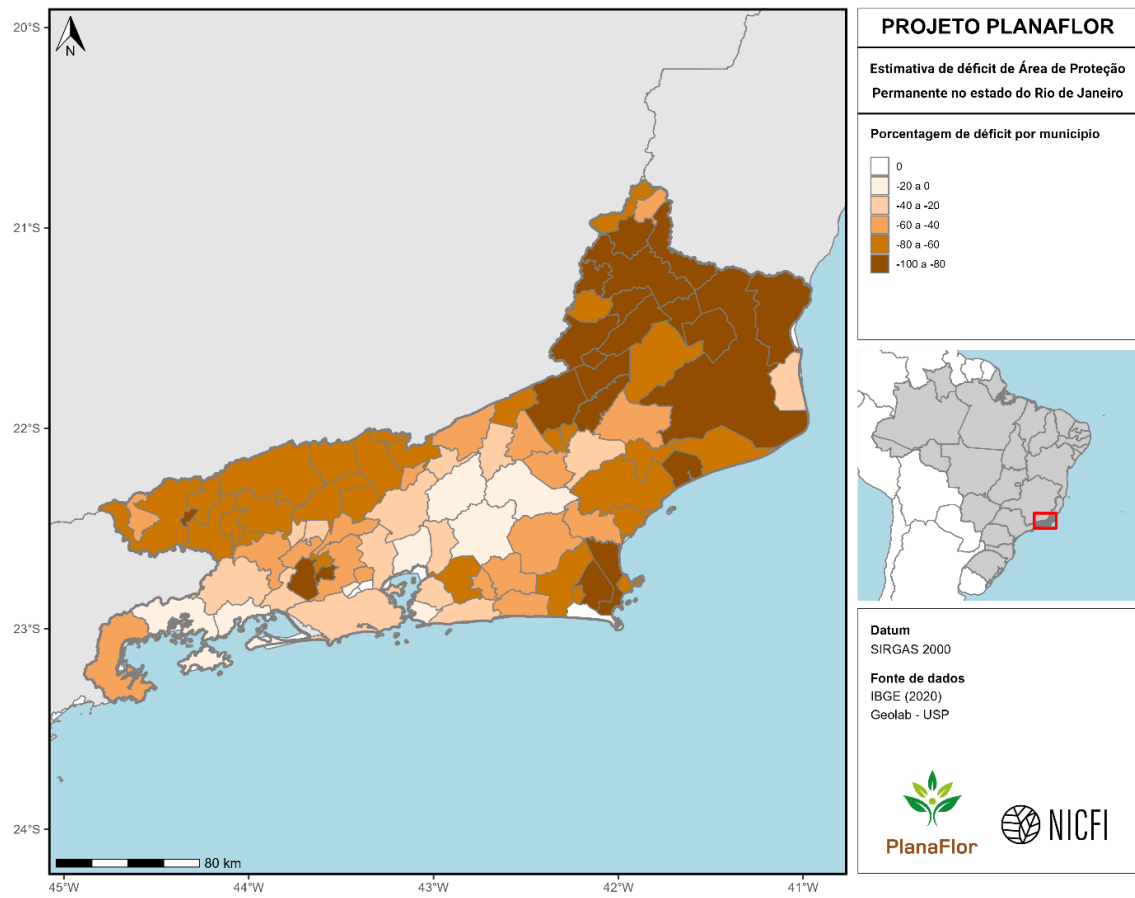 20°S
21°S
22°S
23°S
24°S
45°W
44°W
43°W
42°W
41°W
N
80 km
PROJETO PLANAFLOR
Estimativa de déficit de Área de Proteção
Permanente no estado do Rio de Janeiro
Porcentagem de déficit por municipio
0
-20 a 0
-40 a -20
-60 a -40
-80 a -60
-100 a -80
Datum
SIRGAS 2000
Fonte de dados
IBGE (2020)
Geolab - USP
PlanaFlor
NICFI